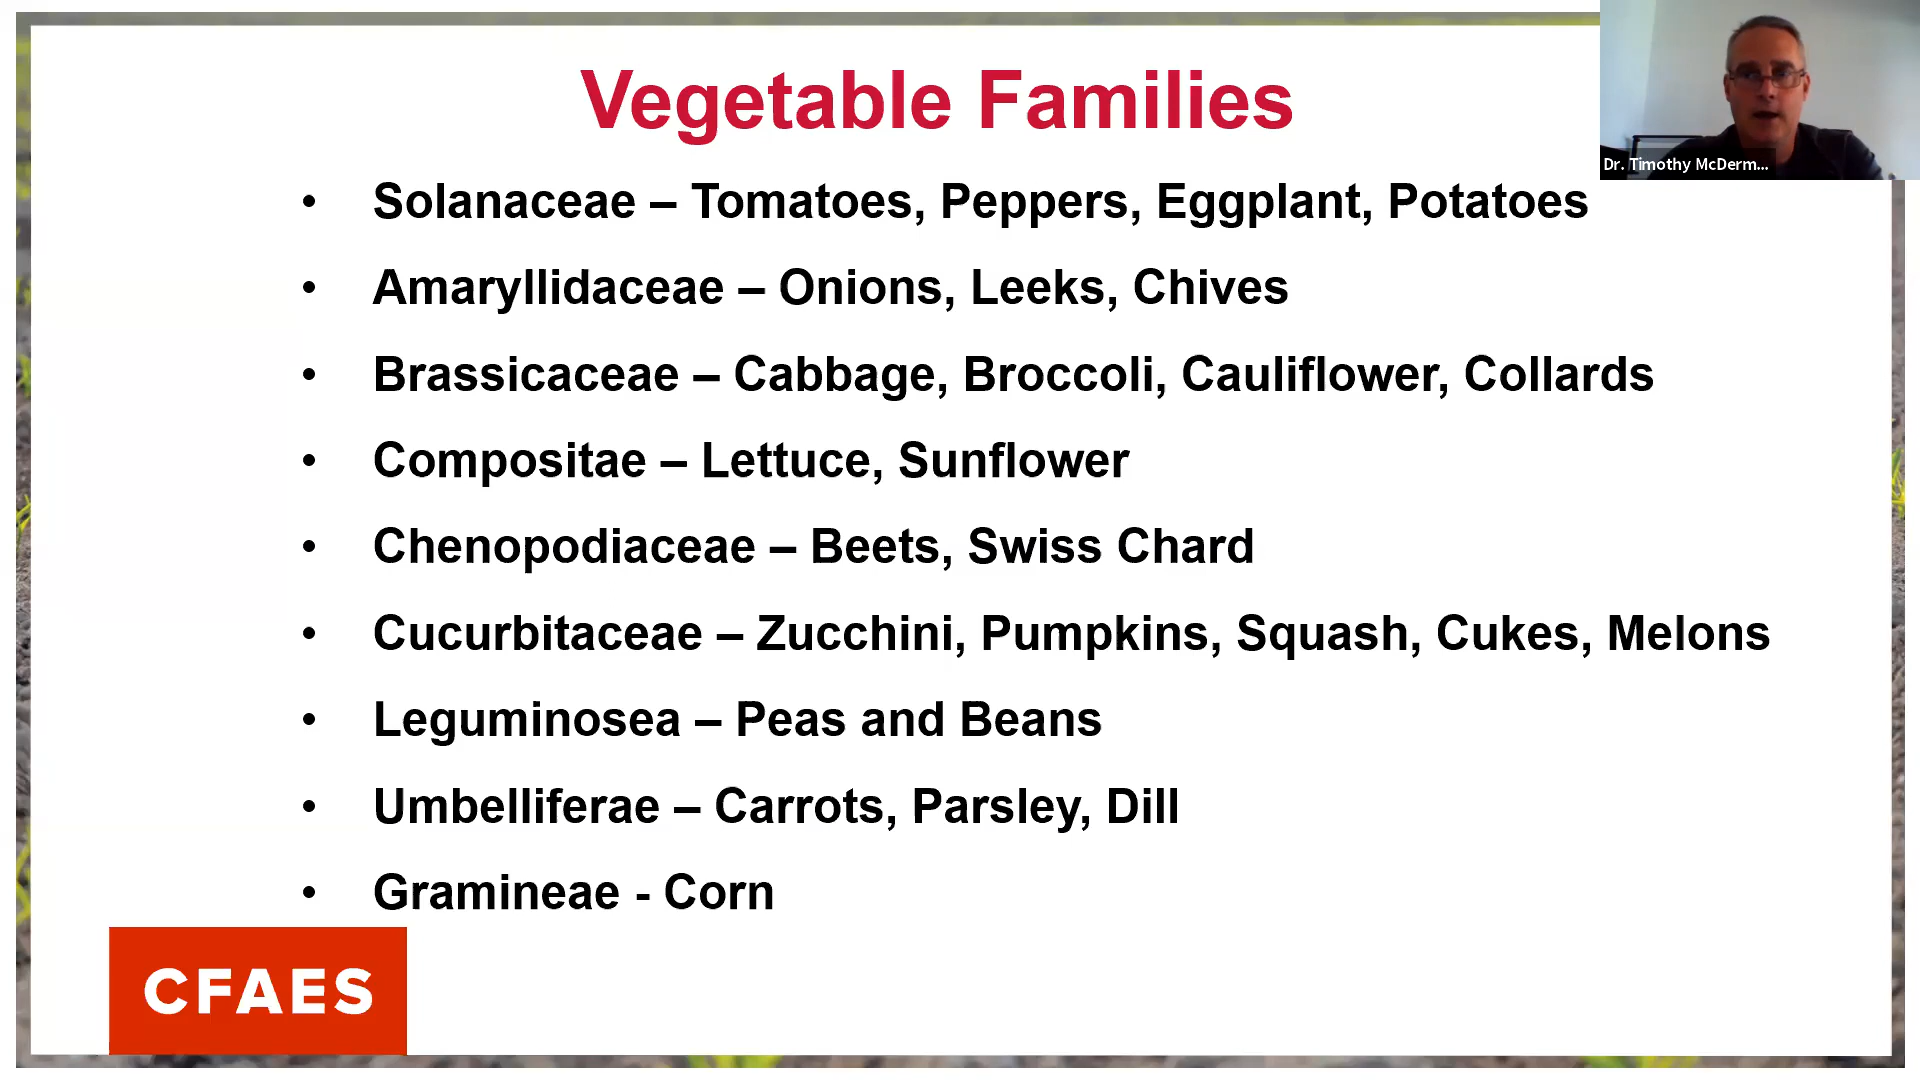 Vegetable Families
Dr. Timothy McDerm...
• Solanaceae – Tomatoes, Peppers, Eggplant, Potatoes
• Amaryllidaceae – Onions, Leeks, Chives
• Brassicaceae – Cabbage, Broccoli, Cauliflower, Collards
• Compositae – Lettuce, Sunflower
• Chenopodiaceae – Beets, Swiss Chard
• Cucurbitaceae – Zucchini, Pumpkins, Squash, Cukes, Melons
• Leguminosea – Peas and Beans
• Umbelliferae – Carrots, Parsley, Dill
• Gramineae - Corn
CFAES